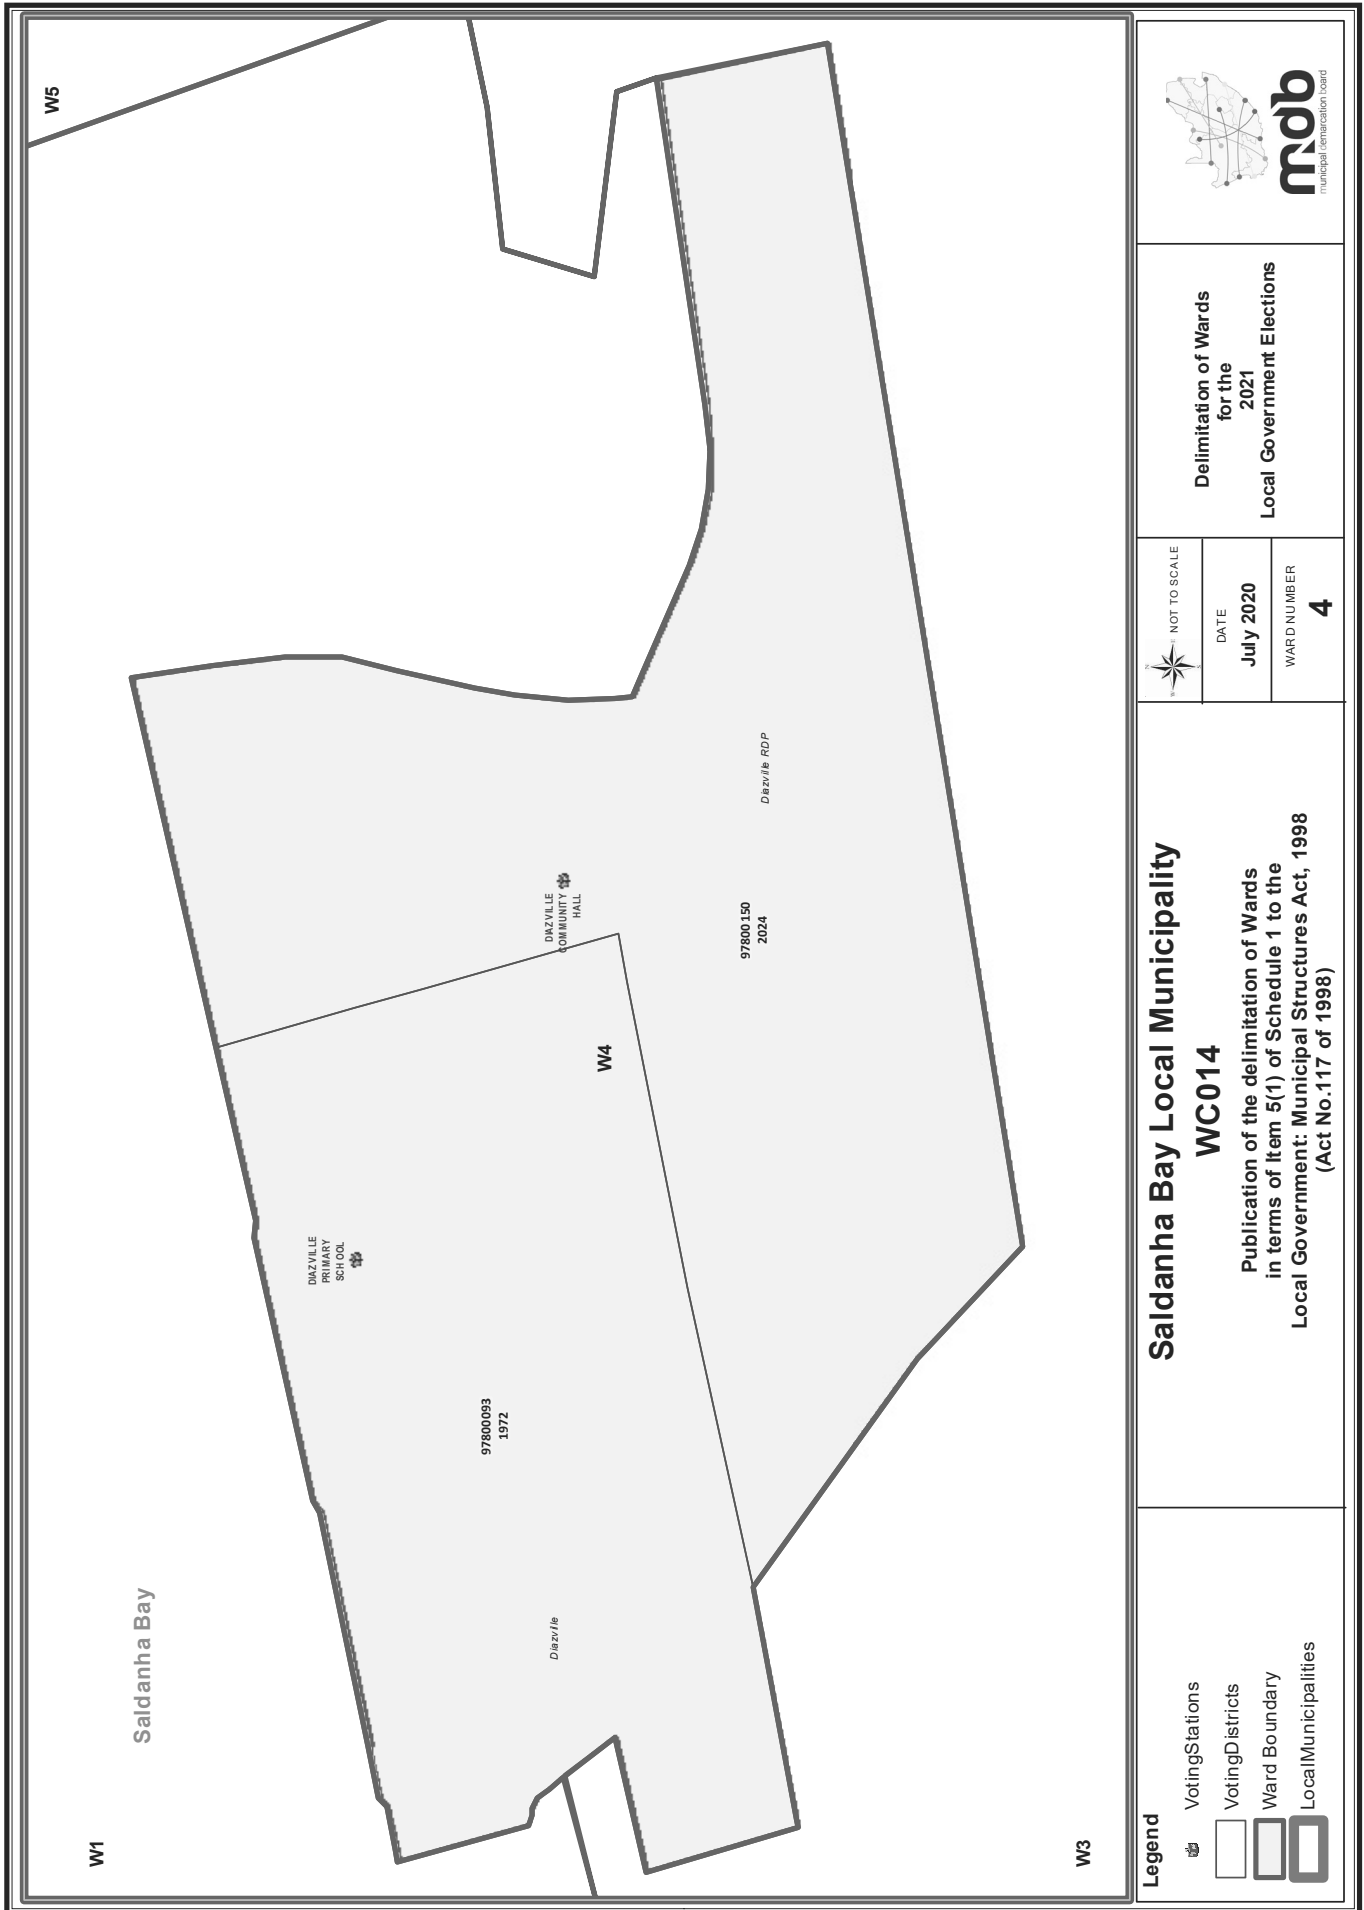 W5
Saldanha Bay
W1
DIAZVILLE
PRIMARY
SCHOOL
DIAZVILLE
COMMUNITY
HALL
W4
97800093
1972
Diazville
97800150
2024
Diazville RDP
W3
Legend
VotingStations
VotingDistricts
Ward Boundary
LocalMunicipalities
Saldanha Bay Local Municipality
WC014
Publication of the delimitation of Wards
in terms of Item 5(1) of Schedule 1 to the
Local Government: Municipal Structures Act, 1998
(Act No.117 of 1998)
N
W
E
S
NOT TO SCALE
DATE
July 2020
WARD NUMBER
4
Delimitation of Wards
for the
2021
Local Government Elections
mdb
municipal demarcation board